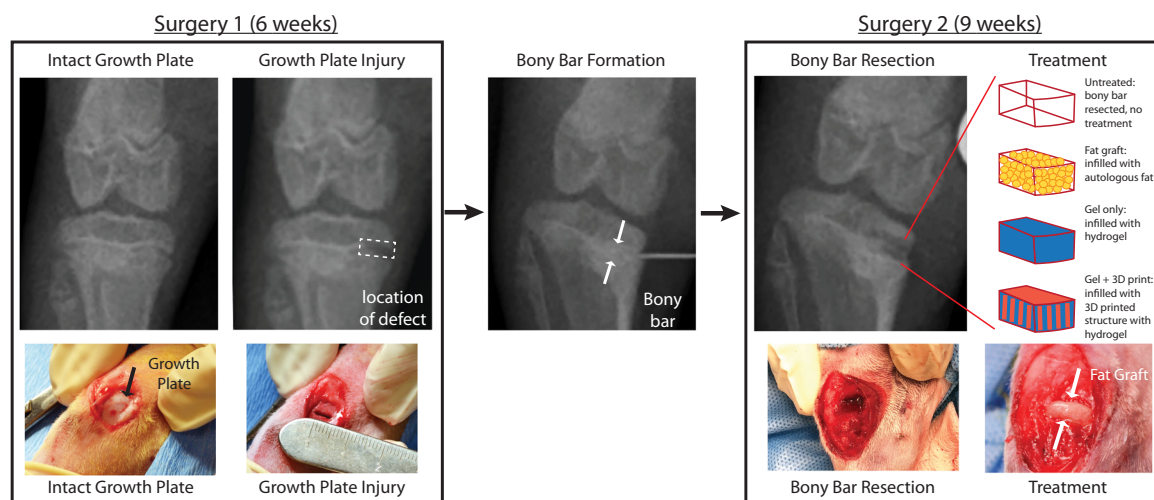 Surgery 1 (6 weeks)
Intact Growth Plate
Growth Plate Injury
location
of defect
Growth
Plate
Intact Growth Plate
Growth Plate Injury
Bony Bar Formation
Bony
bar
Surgery 2 (9 weeks)
Bony Bar Resection
Treatment
Untreated:
bony bar
resected, no
treatment
Fat graft:
infilled with
autologous fat
Gel only:
infilled with
hydrogel
Gel + 3D print:
infilled with
3D printed
structure with
hydrogel
Fat Graft
Bony Bar Resection
Treatment